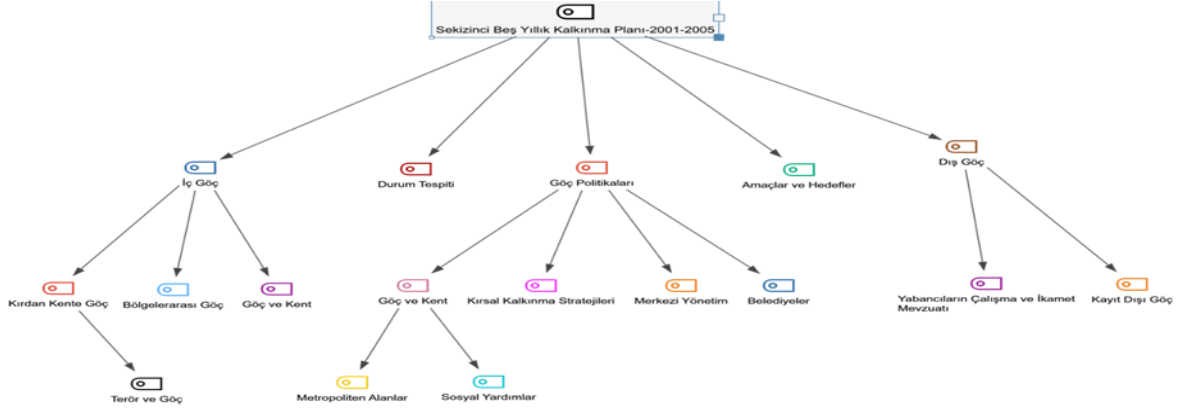 Sekizinci Beş Yıllık Kalkınma Planı-2001-2005
İç Göç
Durum Tespiti
Göç Politikaları
Amaçlar ve Hedefler
Dış Göç
Kırdan Kente Göç
Bölgelerarası Göç
Göç ve Kent
Göç ve Kent
Kırsal Kalkınma Stratejileri
Merkezi Yönetim
Belediyeler
Yabancıların Çalışma ve İkamet
Mevzuatı
Kayıt Dışı Göç
Terör ve Göç
Metropoliten Alanlar
Sosyal Yardımlar